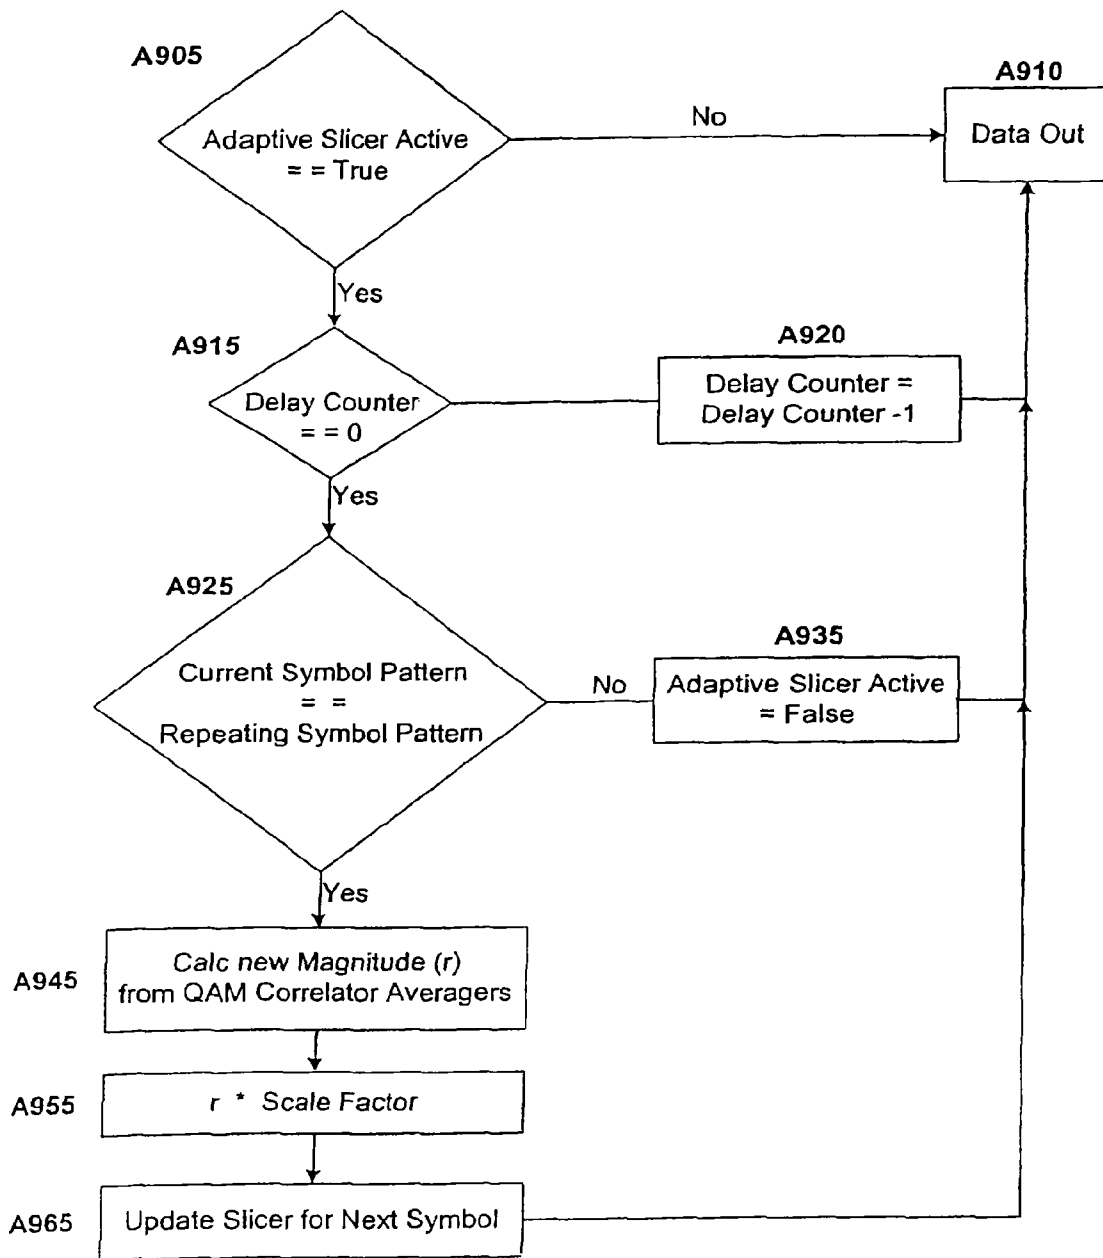 A905
Adaptive Slicer Active
= = True
No
A910
Data Out
Yes
A915
Delay Counter
= = 0
A920
Delay Counter =
Delay Counter -1
Yes
A925
Current Symbol Pattern
= =
Repeating Symbol Pattern
No
A935
Adaptive Slicer Active
= False
Yes
A945
Calc new Magnitude (r)
from QAM Correlator Averagers
A955
r * Scale Factor
A965
Update Slicer for Next Symbol